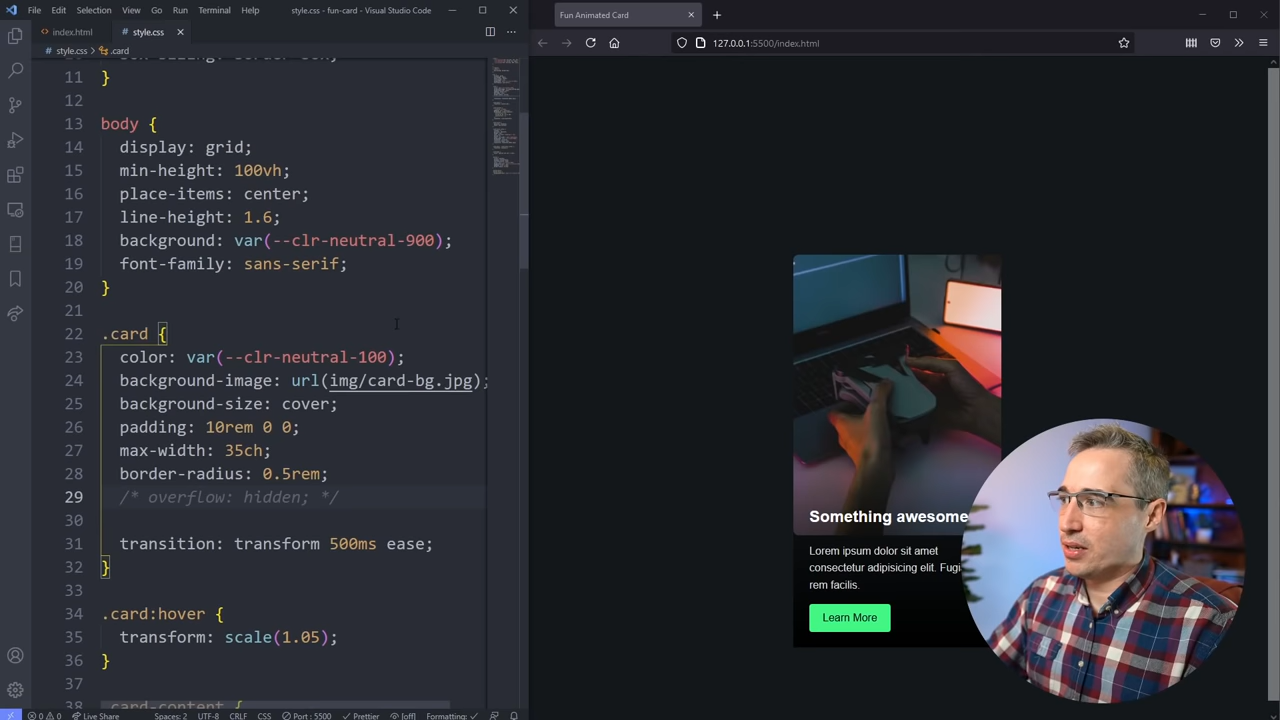 File Edit Selection View Go Run Terminal Help
style.css - fun-card - Visual Studio Code
Fun Animated Card
index.html
style.css
127.0.0.1:5500/index.html
style.css > .card
11 }
12
13 body {
14 display: grid;
15 min-height: 100vh;
16 place-items: center;
17 line-height: 1.6;
18 background: var(--clr-neutral-900);
19 font-family: sans-serif;
20 }
21
22 .card {
23 color: var(--clr-neutral-100);
24 background-image: url(img/card-bg.jpg);
25 background-size: cover;
26 padding: 10rem 0 0;
27 max-width: 35ch;
28 border-radius: 0.5rem;
29 /* overflow: hidden; */
30
31 transition: transform 500ms ease;
32 }
33
34 .card:hover {
35 transform: scale(1.05);
36 }
37
38 .card-content {
Something awesome
Lorem ipsum dolor sit amet
consectetur adipisicing elit. Fugi
rem facilis.
Learn More
0 0 0 Live Share Spaces: 2 UTF-8 CRLF CSS Port : 5500 Prettier [off] Formatting: